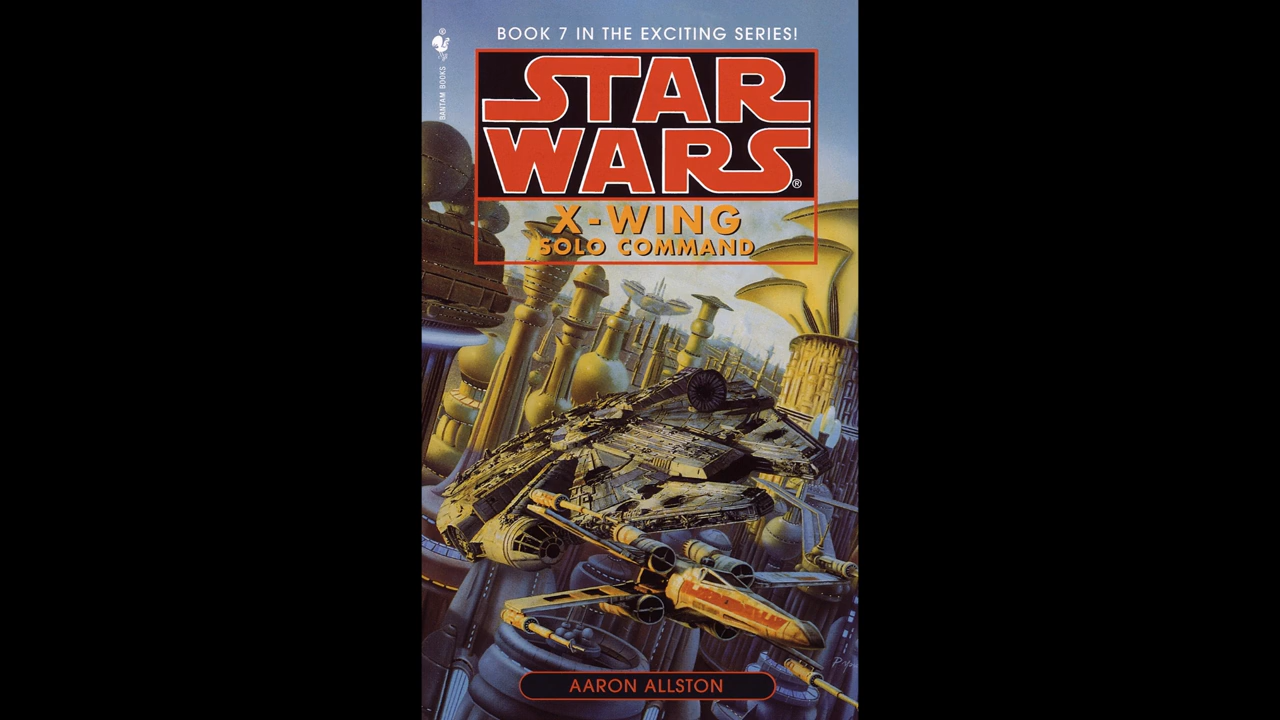 BOOK 7 IN THE EXCITING SERIES!
BANTAM BOOKS
®
STAR
WARS®
X-WING
SOLO COMMAND
AARON ALLSTON